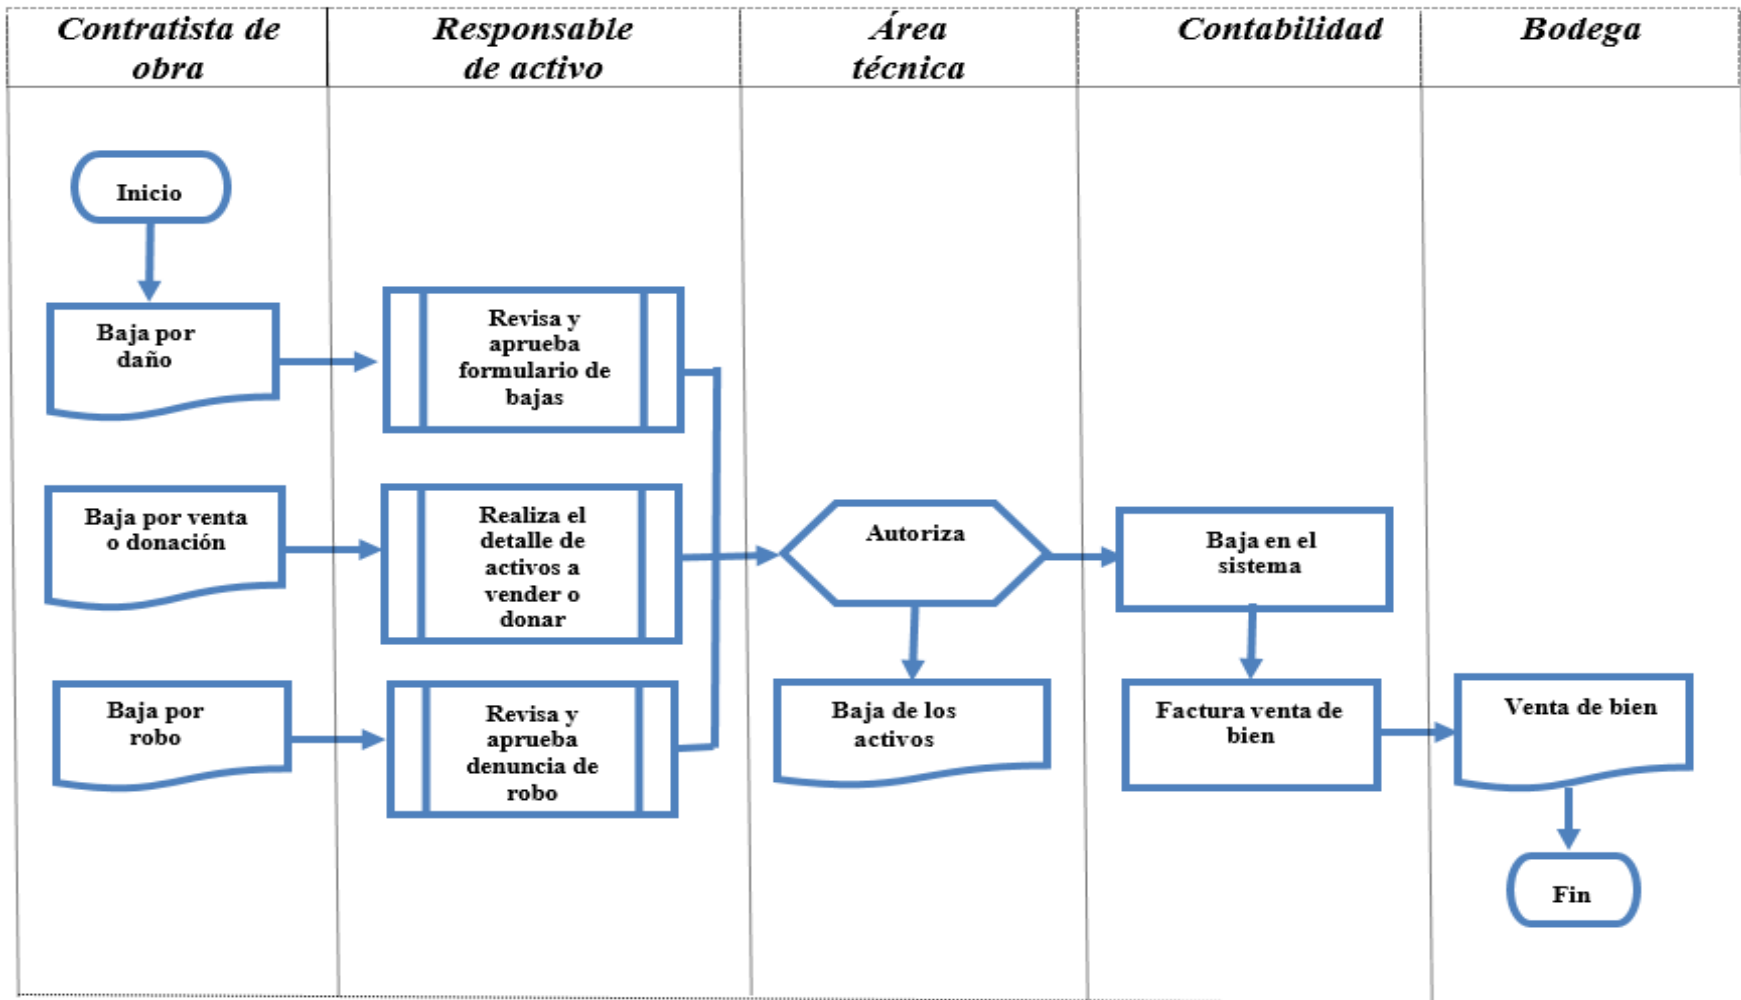 Contratista de
obra
Responsable
de activo
Área
técnica
Contabilidad
Bodega
Inicio
Baja por
daño
Revisa y
aprueba
formulario de
bajas
Baja por venta
o donación
Realiza el
detalle de
activos a
vender o
donar
Autoriza
Baja en el
sistema
Baja por
robo
Revisa y
aprueba
denuncia de
robo
Baja de los
activos
Factura venta de
bien
Venta de bien
Fin